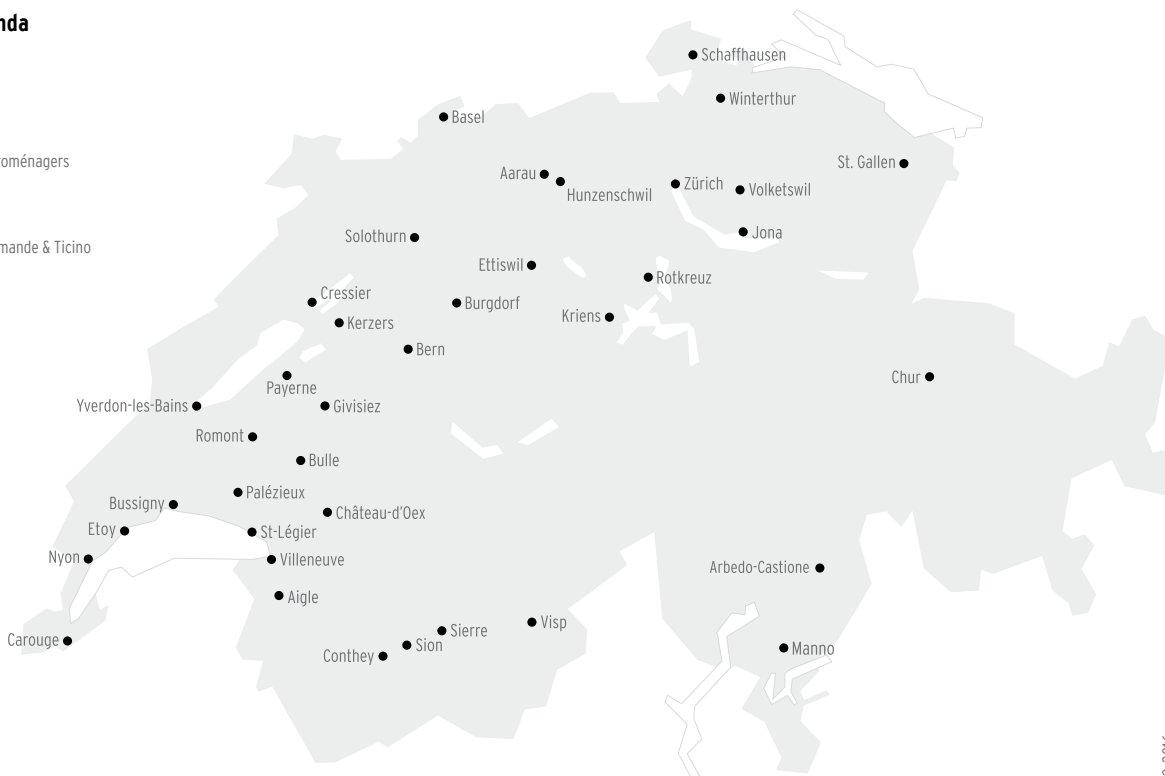 nda
Schaffhausen
Winterthur
Basel
oménagers
St. Gallen
Aarau
Hunzenschwil
Zürich
Volketswil
Jona
Solothurn
mande & Ticino
Ettiswil
Rotkreuz
Cressier
Burgdorf
Kriens
Kerzers
Bern
Chur
Payerne
Yverdon-les-Bains
Givisiez
Romont
Bulle
Palézieux
Bussigny
Château-d'Oex
Etoy
St-Légier
Nyon
Villeneuve
Arbedo-Castione
Aigle
Visp
Sierre
Carouge
Sion
Manno
Conthey